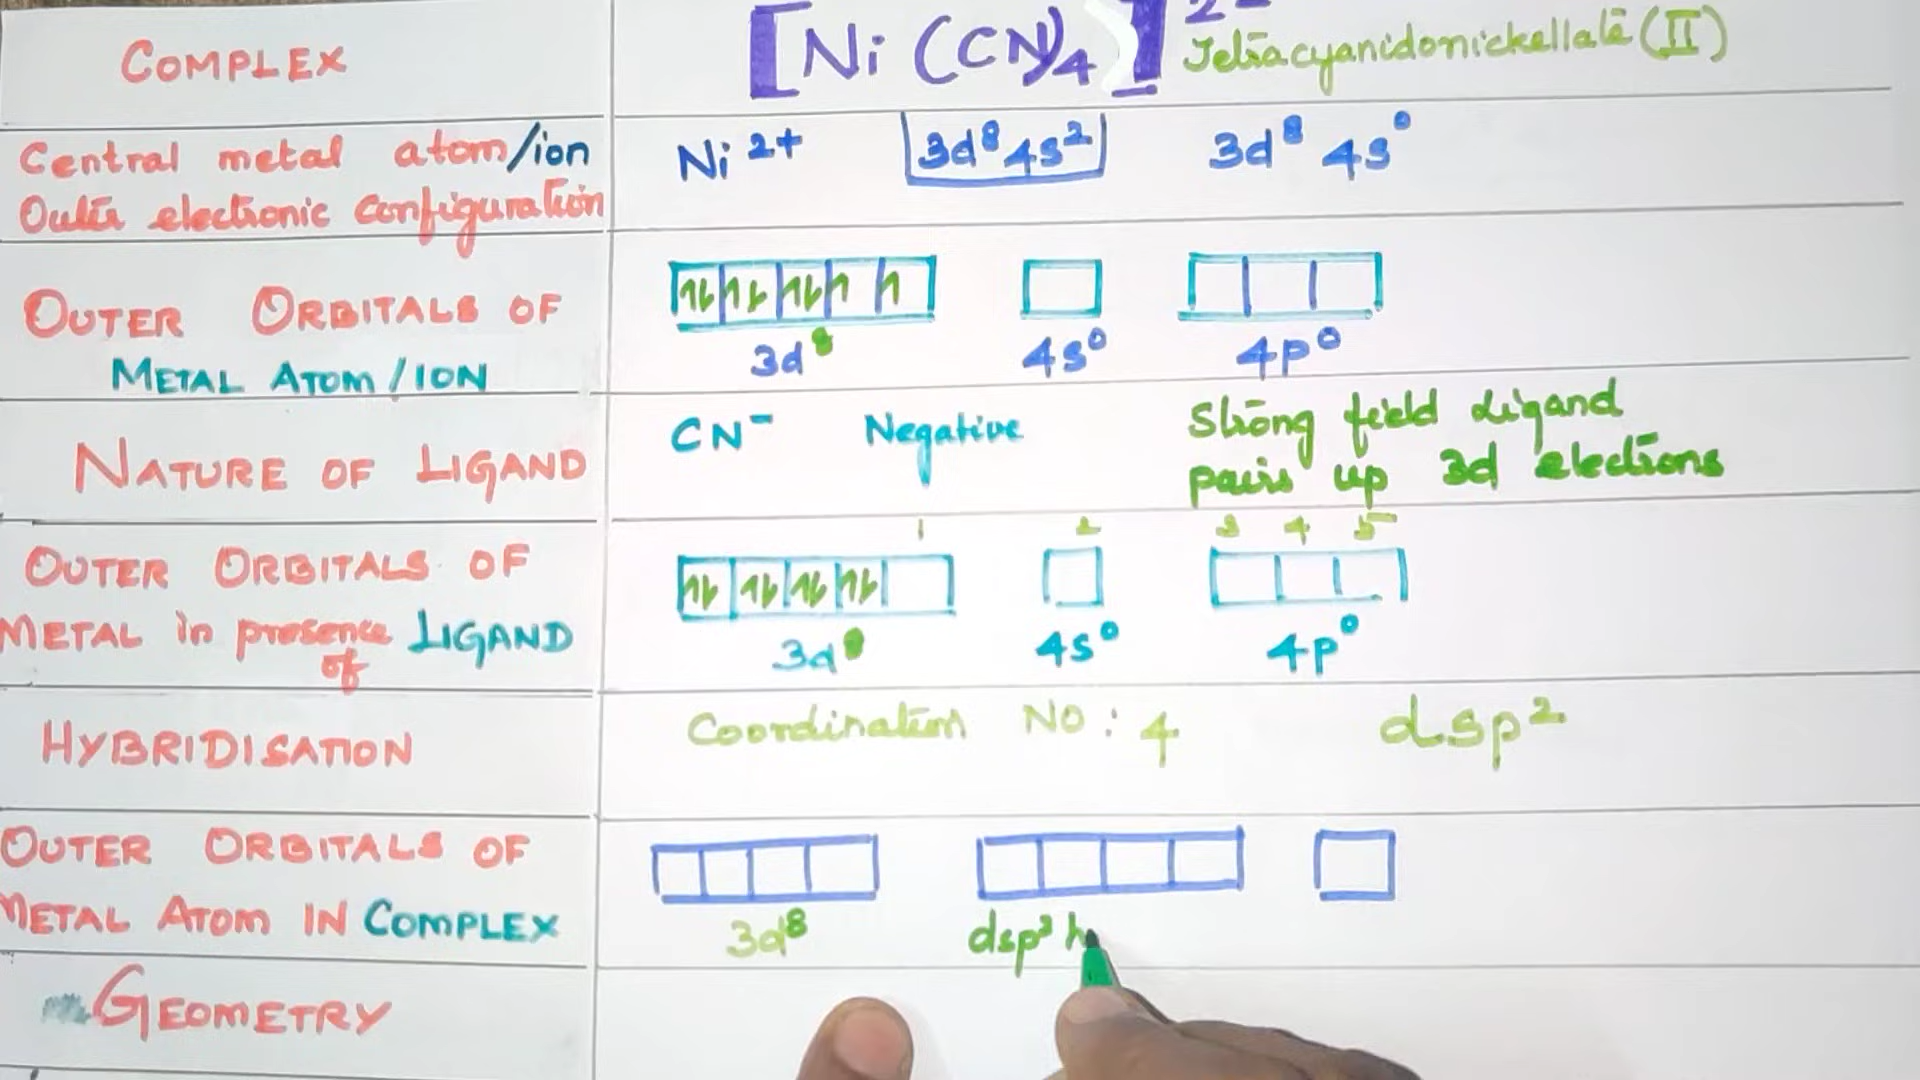 COMPLEX
[Ni (CN)4]2-
Tetracyanidonickellate (II)
Central metal atom/ion
Outer electronic configuration
Ni2+ 3d8 4s2 3d8 4s0
OUTER ORBITALS OF
METAL ATOM/ION
3d8 4s0 4p0
NATURE OF LIGAND
CN- Negative
Strong field Ligand
pairs up 3d electrons
OUTER ORBITALS OF
METAL in presence of LIGAND
1 2 3 4 5
3d8 4s0 4p0
HYBRIDISATION
Coordination NO: 4 dsp2
OUTER ORBITALS OF
METAL ATOM IN COMPLEX
3d8 dsp2 h
GEOMETRY